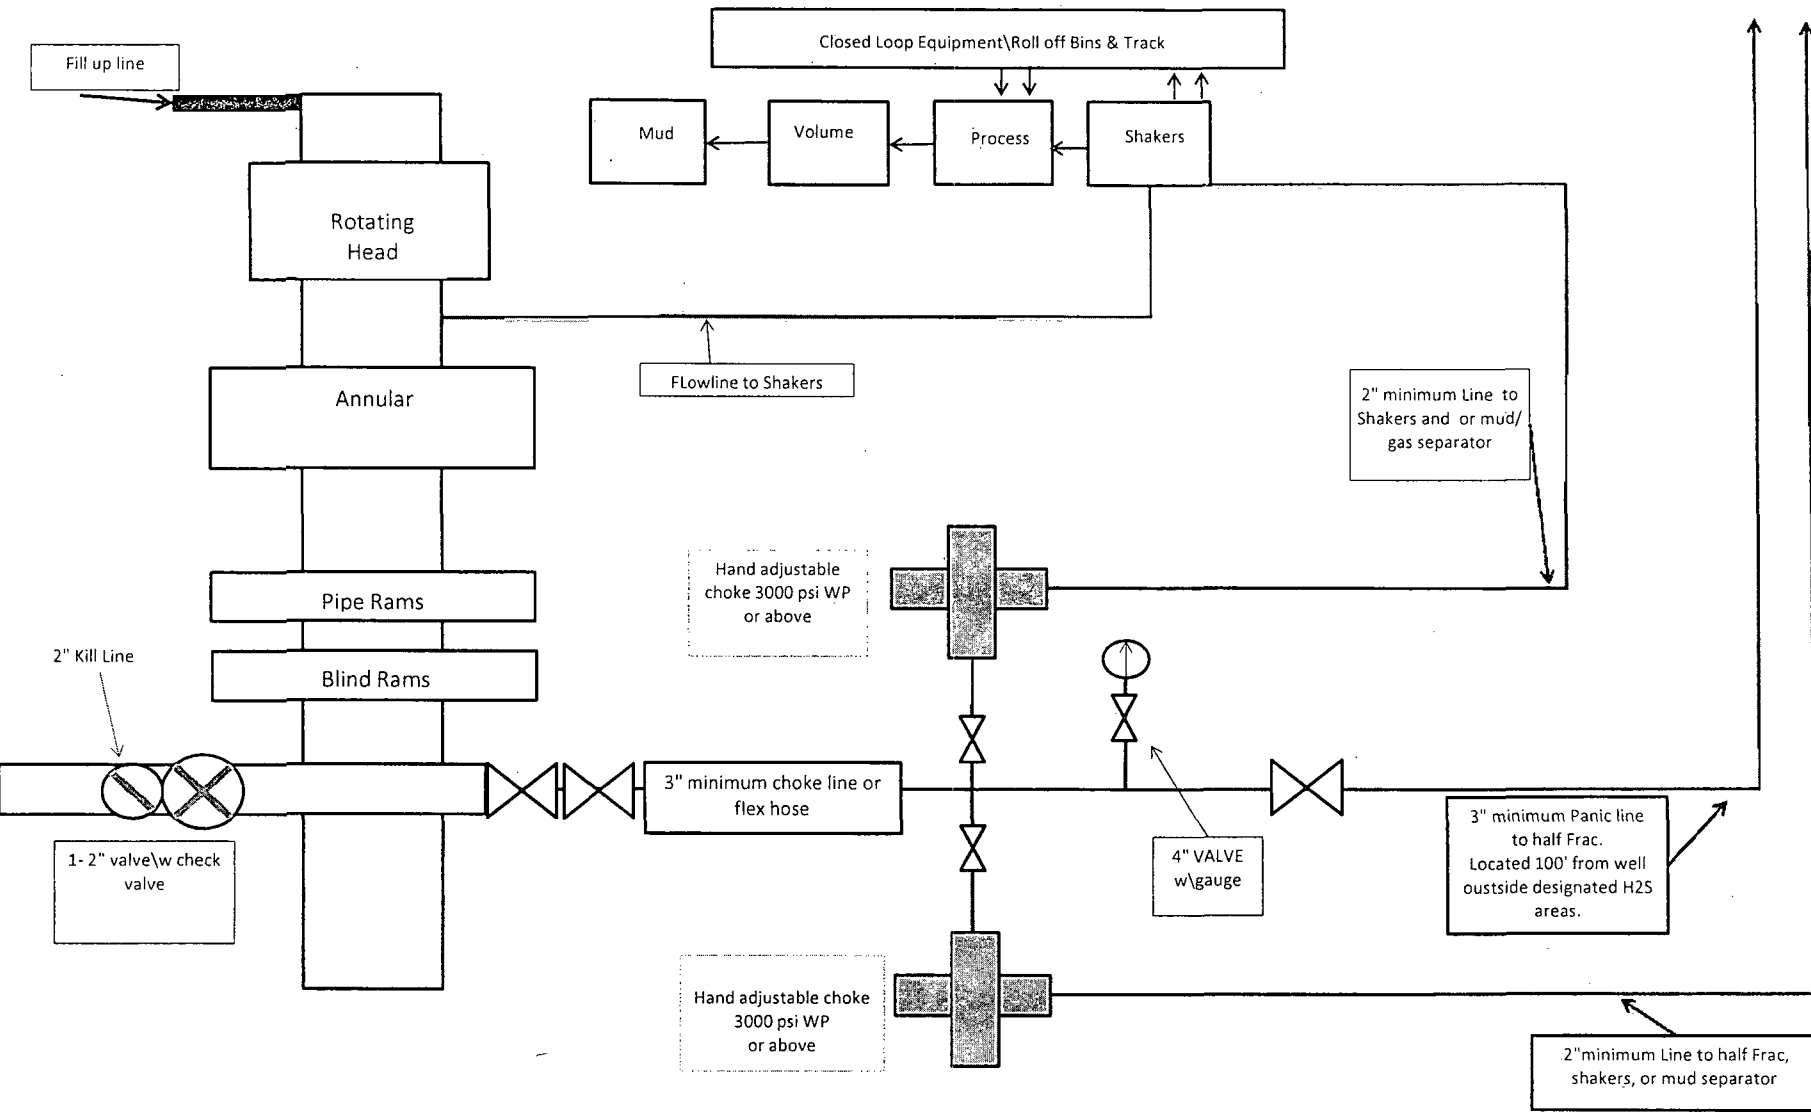 Closed Loop Equipment\Roll off Bins & Track
Fill up line
Mud
Volume
Process
Shakers
Rotating
Head
FLowline to Shakers
Annular
2" minimum Line to
Shakers and or mud/
gas separator
Hand adjustable
choke 3000 psi WP
or above
Pipe Rams
2" Kill Line
Blind Rams
3" minimum choke line or
flex hose
1- 2" valve\w check
valve
4" VALVE
w\gauge
3" minimum Panic line
to half Frac.
Located 100' from well
oustside designated H2S
areas.
Hand adjustable choke
3000 psi WP
or above
2"minimum Line to half Frac,
shakers, or mud separator